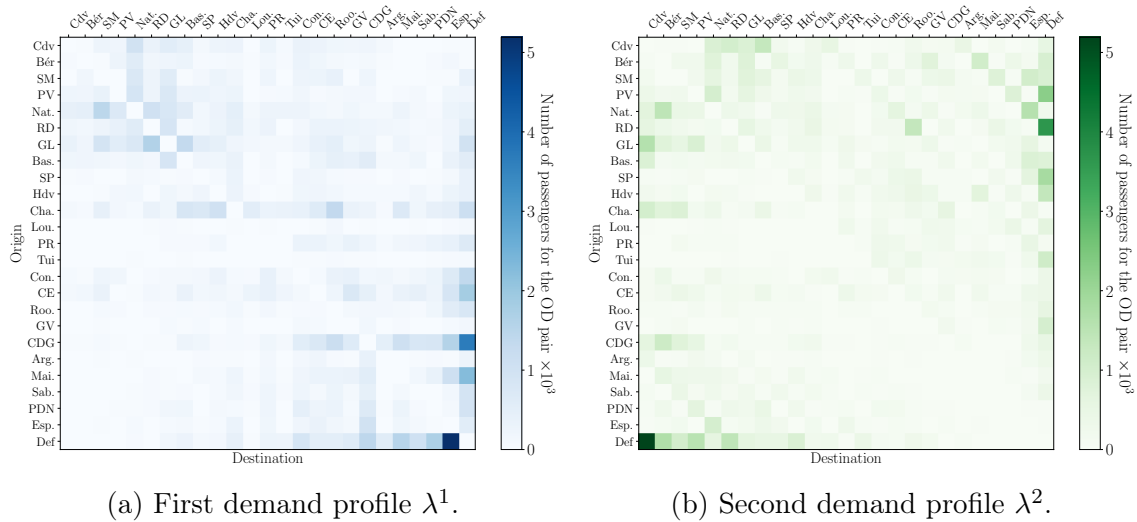 Cdv Bér SM PV Nat. RD GL Bas. SP Hdv Cha. Lou. PR Tui Con. CE Roo. GV CDG Arg. Mai. Sab. PDN Esp. Def
Cdv
Bér
SM
PV
Nat.
RD
GL
Bas.
SP
Hdv
Cha.
Lou.
PR
Tui
Con.
CE
Roo.
GV
CDG
Arg.
Mai.
Sab.
PDN
Esp.
Def
Origin
Destination
5
4
3
2
1
0
Number of passengers for the OD pair ×10³
(a) First demand profile λ¹.
Cdv Bér SM PV Nat. RD GL Bas. SP Hdv Cha. Lou. PR Tui Con. CE Roo. GV CDG Arg. Mai. Sab. PDN Esp. Def
Cdv
Bér
SM
PV
Nat.
RD
GL
Bas.
SP
Hdv
Cha.
Lou.
PR
Tui
Con.
CE
Roo.
GV
CDG
Arg.
Mai.
Sab.
PDN
Esp.
Def
Origin
Destination
5
4
3
2
1
0
Number of passengers for the OD pair ×10³
(b) Second demand profile λ².